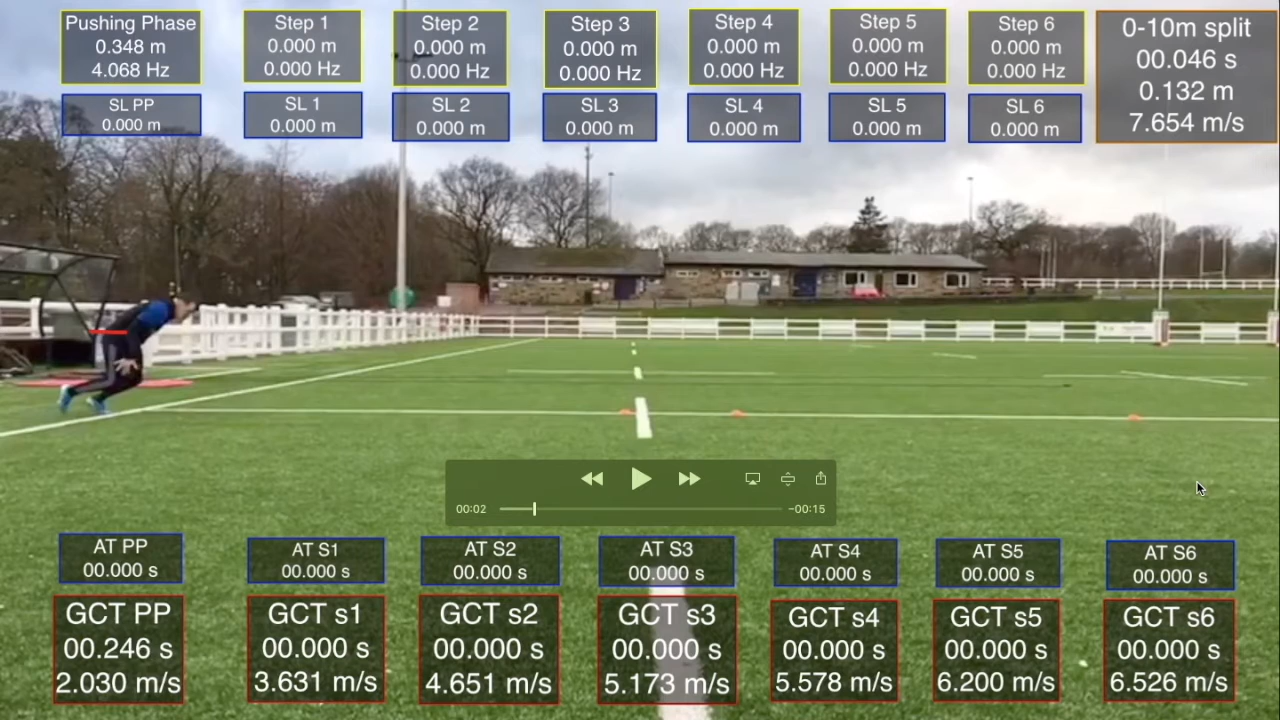 Pushing Phase
0.348 m
4.068 Hz
Step 1
0.000 m
0.000 Hz
Step 2
0.000 m
0.000 Hz
Step 3
0.000 m
0.000 Hz
Step 4
0.000 m
0.000 Hz
Step 5
0.000 m
0.000 Hz
Step 6
0.000 m
0.000 Hz
0-10m split
00.046 s
0.132 m
7.654 m/s
SL PP
0.000 m
SL 1
0.000 m
SL 2
0.000 m
SL 3
0.000 m
SL 4
0.000 m
SL 5
0.000 m
SL 6
0.000 m
00:02
−00:15
AT PP
00.000 s
AT S1
00.000 s
AT S2
00.000 s
AT S3
00.000 s
AT S4
00.000 s
AT S5
00.000 s
AT S6
00.000 s
GCT PP
00.246 s
2.030 m/s
GCT s1
00.000 s
3.631 m/s
GCT s2
00.000 s
4.651 m/s
GCT s3
00.000 s
5.173 m/s
GCT s4
00.000 s
5.578 m/s
GCT s5
00.000 s
6.200 m/s
GCT s6
00.000 s
6.526 m/s